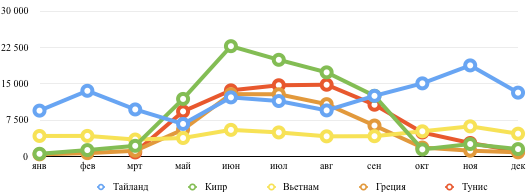 30 000
22 500
15 000
7 500
0
янв фев мрт май июн июл авг сен окт ноя дек
Тайланд Кипр Вьетнам Греция Тунис